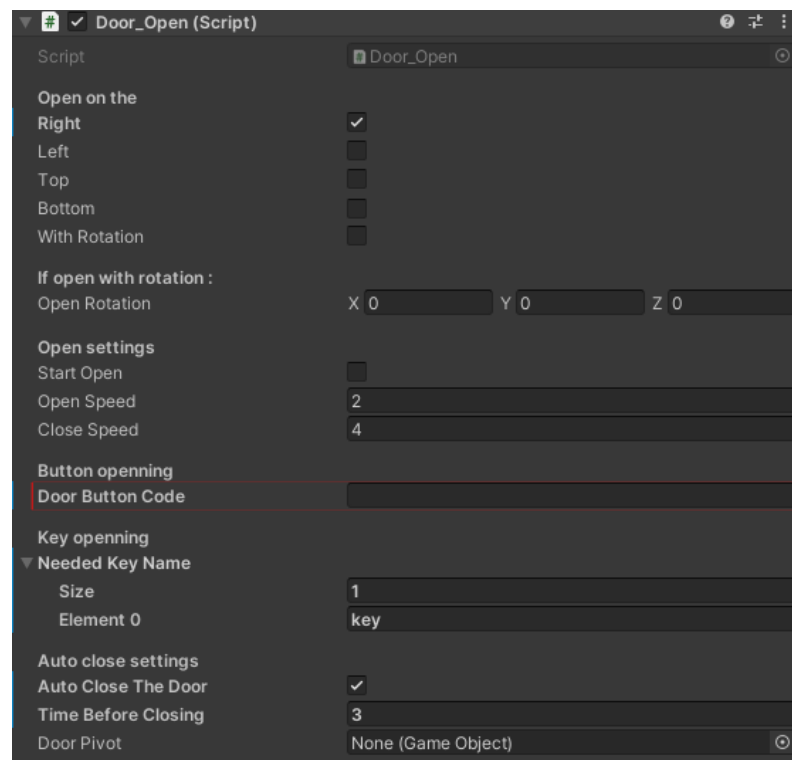 Door_Open (Script)
Script Door_Open
Open on the
Right
Left
Top
Bottom
With Rotation
If open with rotation :
Open Rotation X 0 Y 0 Z 0
Open settings
Start Open
Open Speed 2
Close Speed 4
Button openning
Door Button Code
Key openning
Needed Key Name
Size 1
Element 0 key
Auto close settings
Auto Close The Door
Time Before Closing 3
Door Pivot None (Game Object)